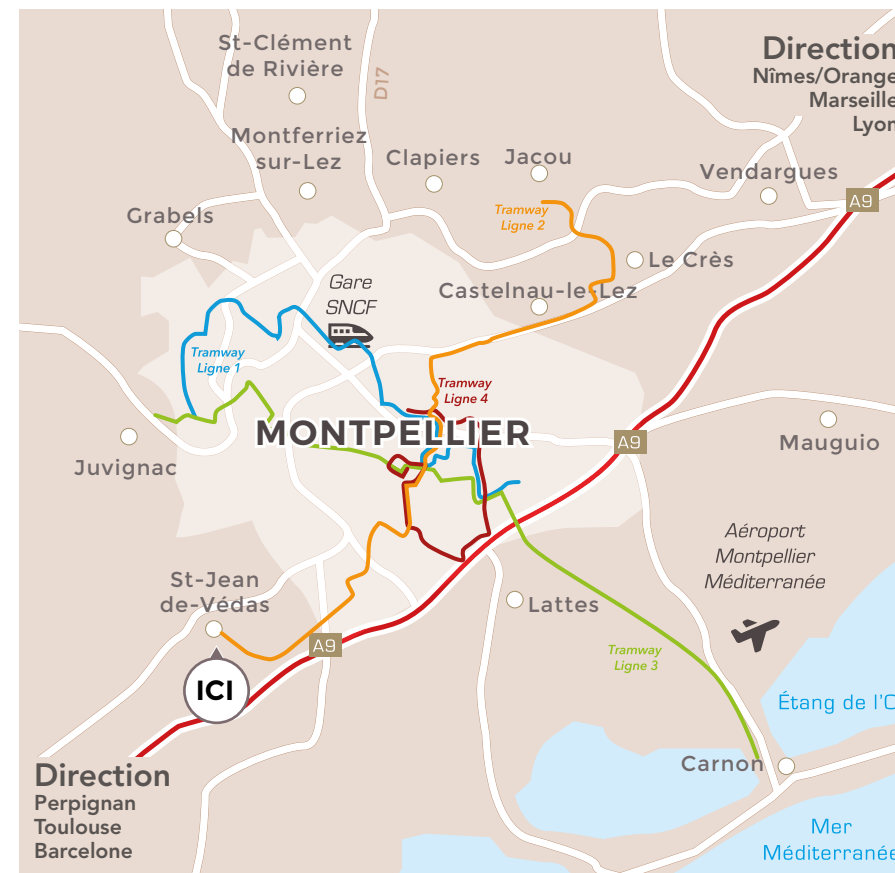 St-Clément
de Rivière
D17
Direction
Nîmes/Orange
Marseille
Lyon
Montferriez
sur-Lez
Clapiers
Jacou
Vendargues
A9
Grabels
Tramway
Ligne 2
Le Crès
Gare
SNCF
Castelnau-le-Lez
Tramway
Ligne 1
Tramway
Ligne 4
MONTPELLIER
A9
Mauguio
Juvignac
Aéroport
Montpellier
Méditerranée
St-Jean
de-Védas
Lattes
A9
Tramway
Ligne 3
ICI
Étang de l'O
Carnon
Direction
Perpignan
Toulouse
Barcelone
Mer
Méditerranée